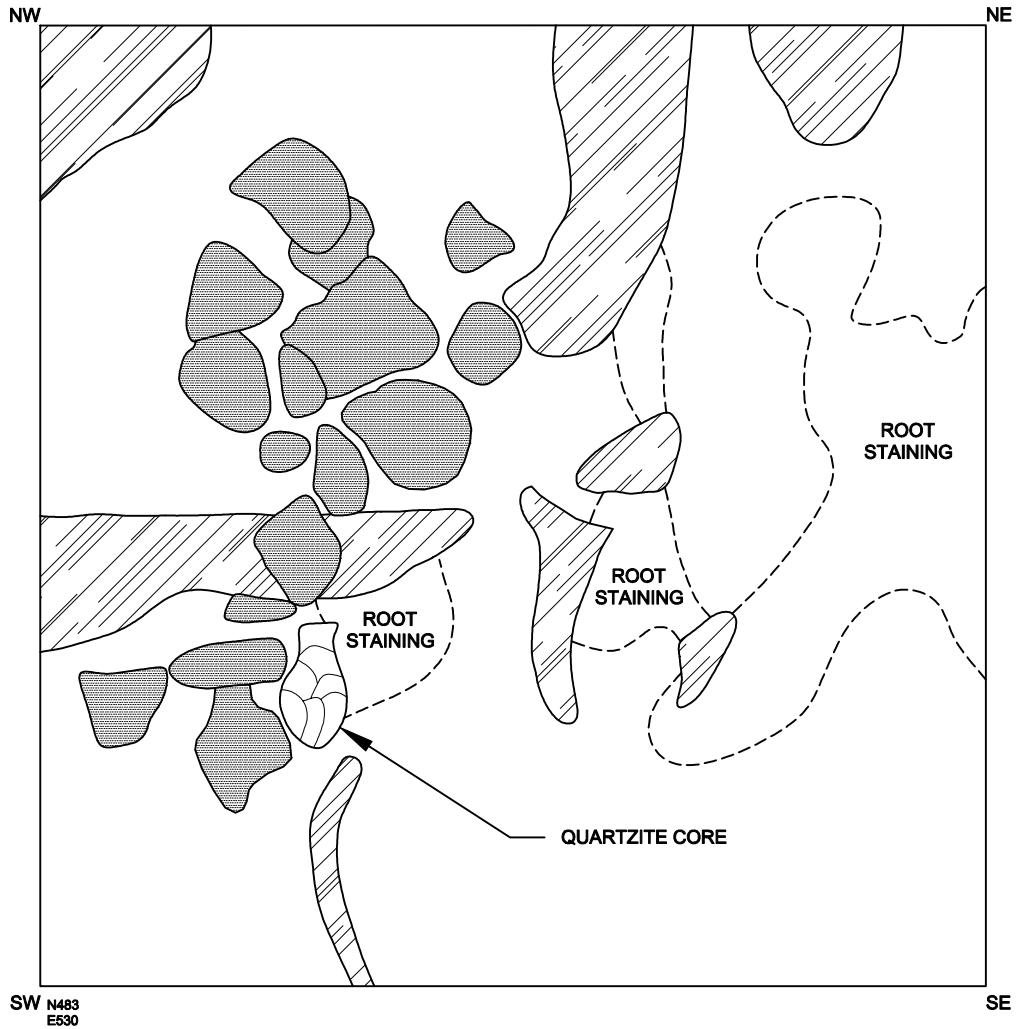 NW
NE
ROOT
STAINING
ROOT
STAINING
ROOT
STAINING
QUARTZITE CORE
SW
N483
E530
SE